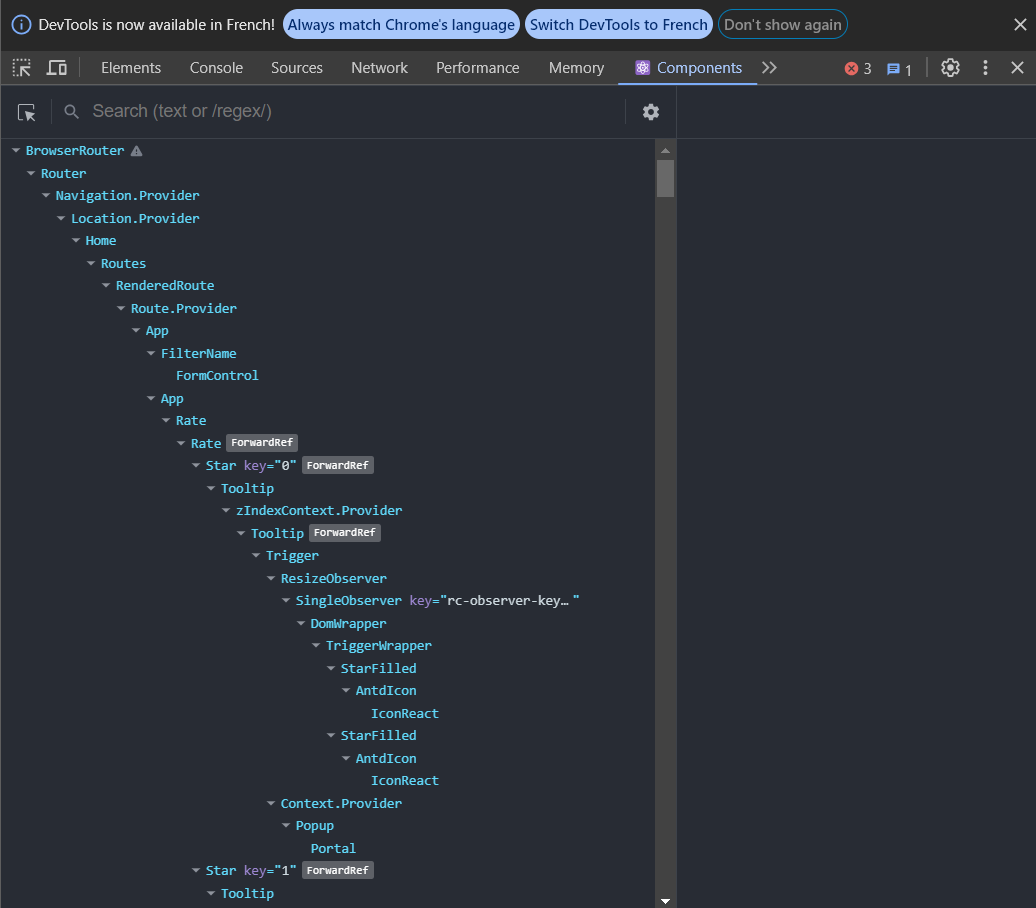 DevTools is now available in French! Always match Chrome's language Switch DevTools to French Don't show again
Elements Console Sources Network Performance Memory Components 3 1
Search (text or /regex/)
BrowserRouter
Router
Navigation.Provider
Location.Provider
Home
Routes
RenderedRoute
Route.Provider
App
FilterName
FormControl
App
Rate
Rate ForwardRef
Star key="0" ForwardRef
Tooltip
zIndexContext.Provider
Tooltip ForwardRef
Trigger
ResizeObserver
SingleObserver key="rc-observer-key…"
DomWrapper
TriggerWrapper
StarFilled
AntdIcon
IconReact
StarFilled
AntdIcon
IconReact
Context.Provider
Popup
Portal
Star key="1" ForwardRef
Tooltip